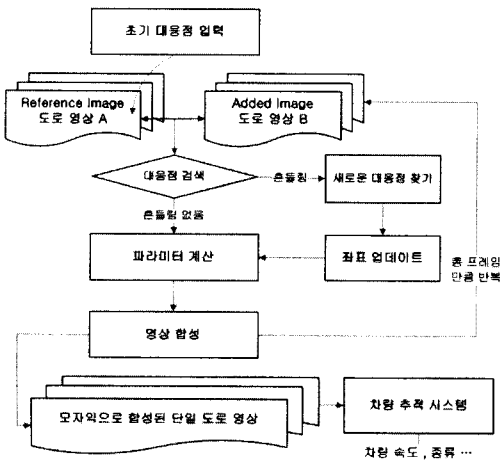 초기 대응점 입력
Reference Image
도로 영상 A
Added Image
도로 영상 B
대응점 검색
흔들림
새로운 대응점 찾기
흔들림 없음
파라미터 계산
좌표 업데이트
총 프레임
만큼 반복
영상 합성
모자익으로 합성된 단일 도로 영상
차량 추적 시스템
차량 속도 , 종류 ...